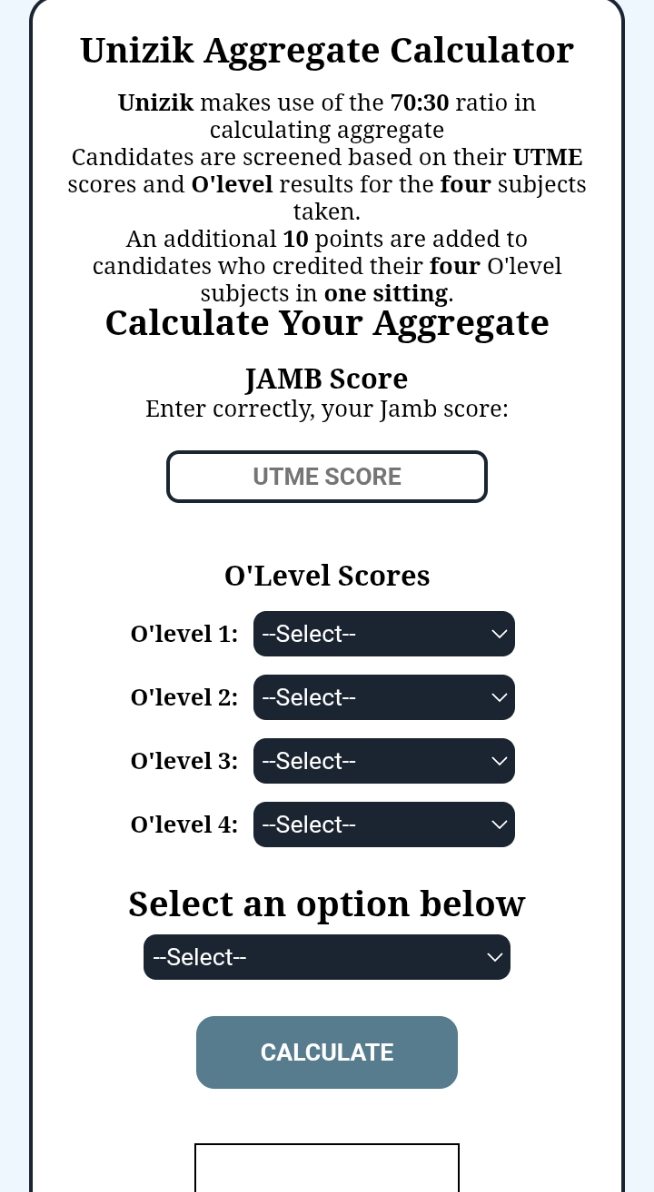 Unizik Aggregate Calculator
Unizik makes use of the 70:30 ratio in
calculating aggregate
Candidates are screened based on their UTME
scores and O'level results for the four subjects
taken.
An additional 10 points are added to
candidates who credited their four O'level
subjects in one sitting.
Calculate Your Aggregate
JAMB Score
Enter correctly, your Jamb score:
UTME SCORE
O'Level Scores
O'level 1: --Select--
O'level 2: --Select--
O'level 3: --Select--
O'level 4: --Select--
Select an option below
--Select--
CALCULATE